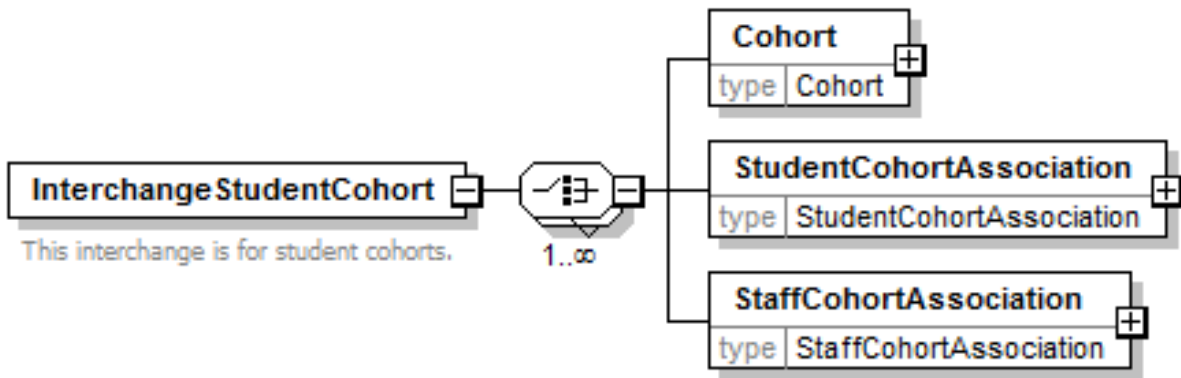 Cohort
type Cohort
StudentCohortAssociation
type StudentCohortAssociation
InterchangeStudentCohort
This interchange is for student cohorts.
1..∞
StaffCohortAssociation
type StaffCohortAssociation